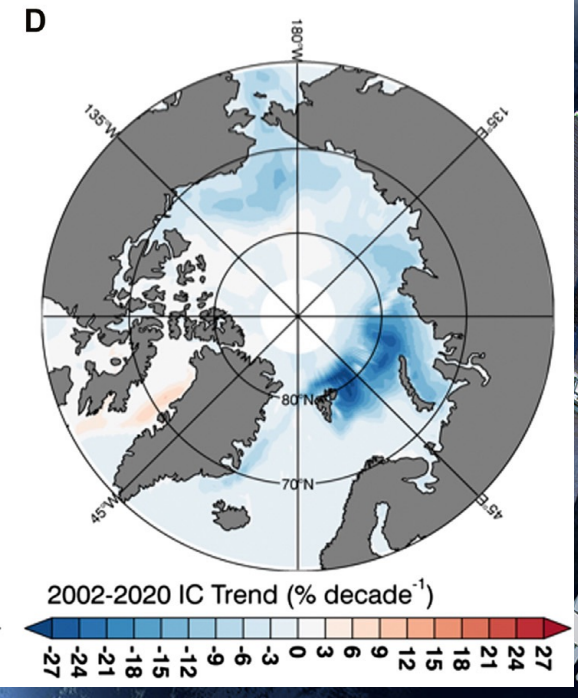 D
180°W
135°W
135°E
80°N
70°N
45°W
45°E
2002-2020 IC Trend (% decade⁻¹)
-27 -24 -21 -18 -15 -12 -9 -6 -3 0 3 6 9 12 15 18 21 24 27